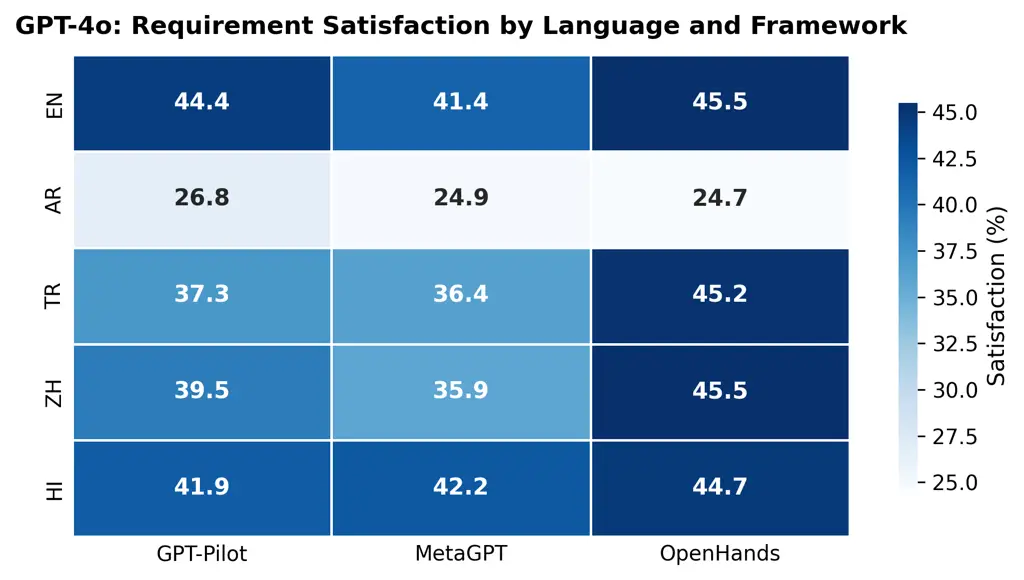 GPT-4o: Requirement Satisfaction by Language and Framework
EN 44.4 41.4 45.5
AR 26.8 24.9 24.7
TR 37.3 36.4 45.2
ZH 39.5 35.9 45.5
HI 41.9 42.2 44.7
GPT-Pilot MetaGPT OpenHands
45.0
42.5
40.0
37.5
35.0
32.5
30.0
27.5
25.0
Satisfaction (%)